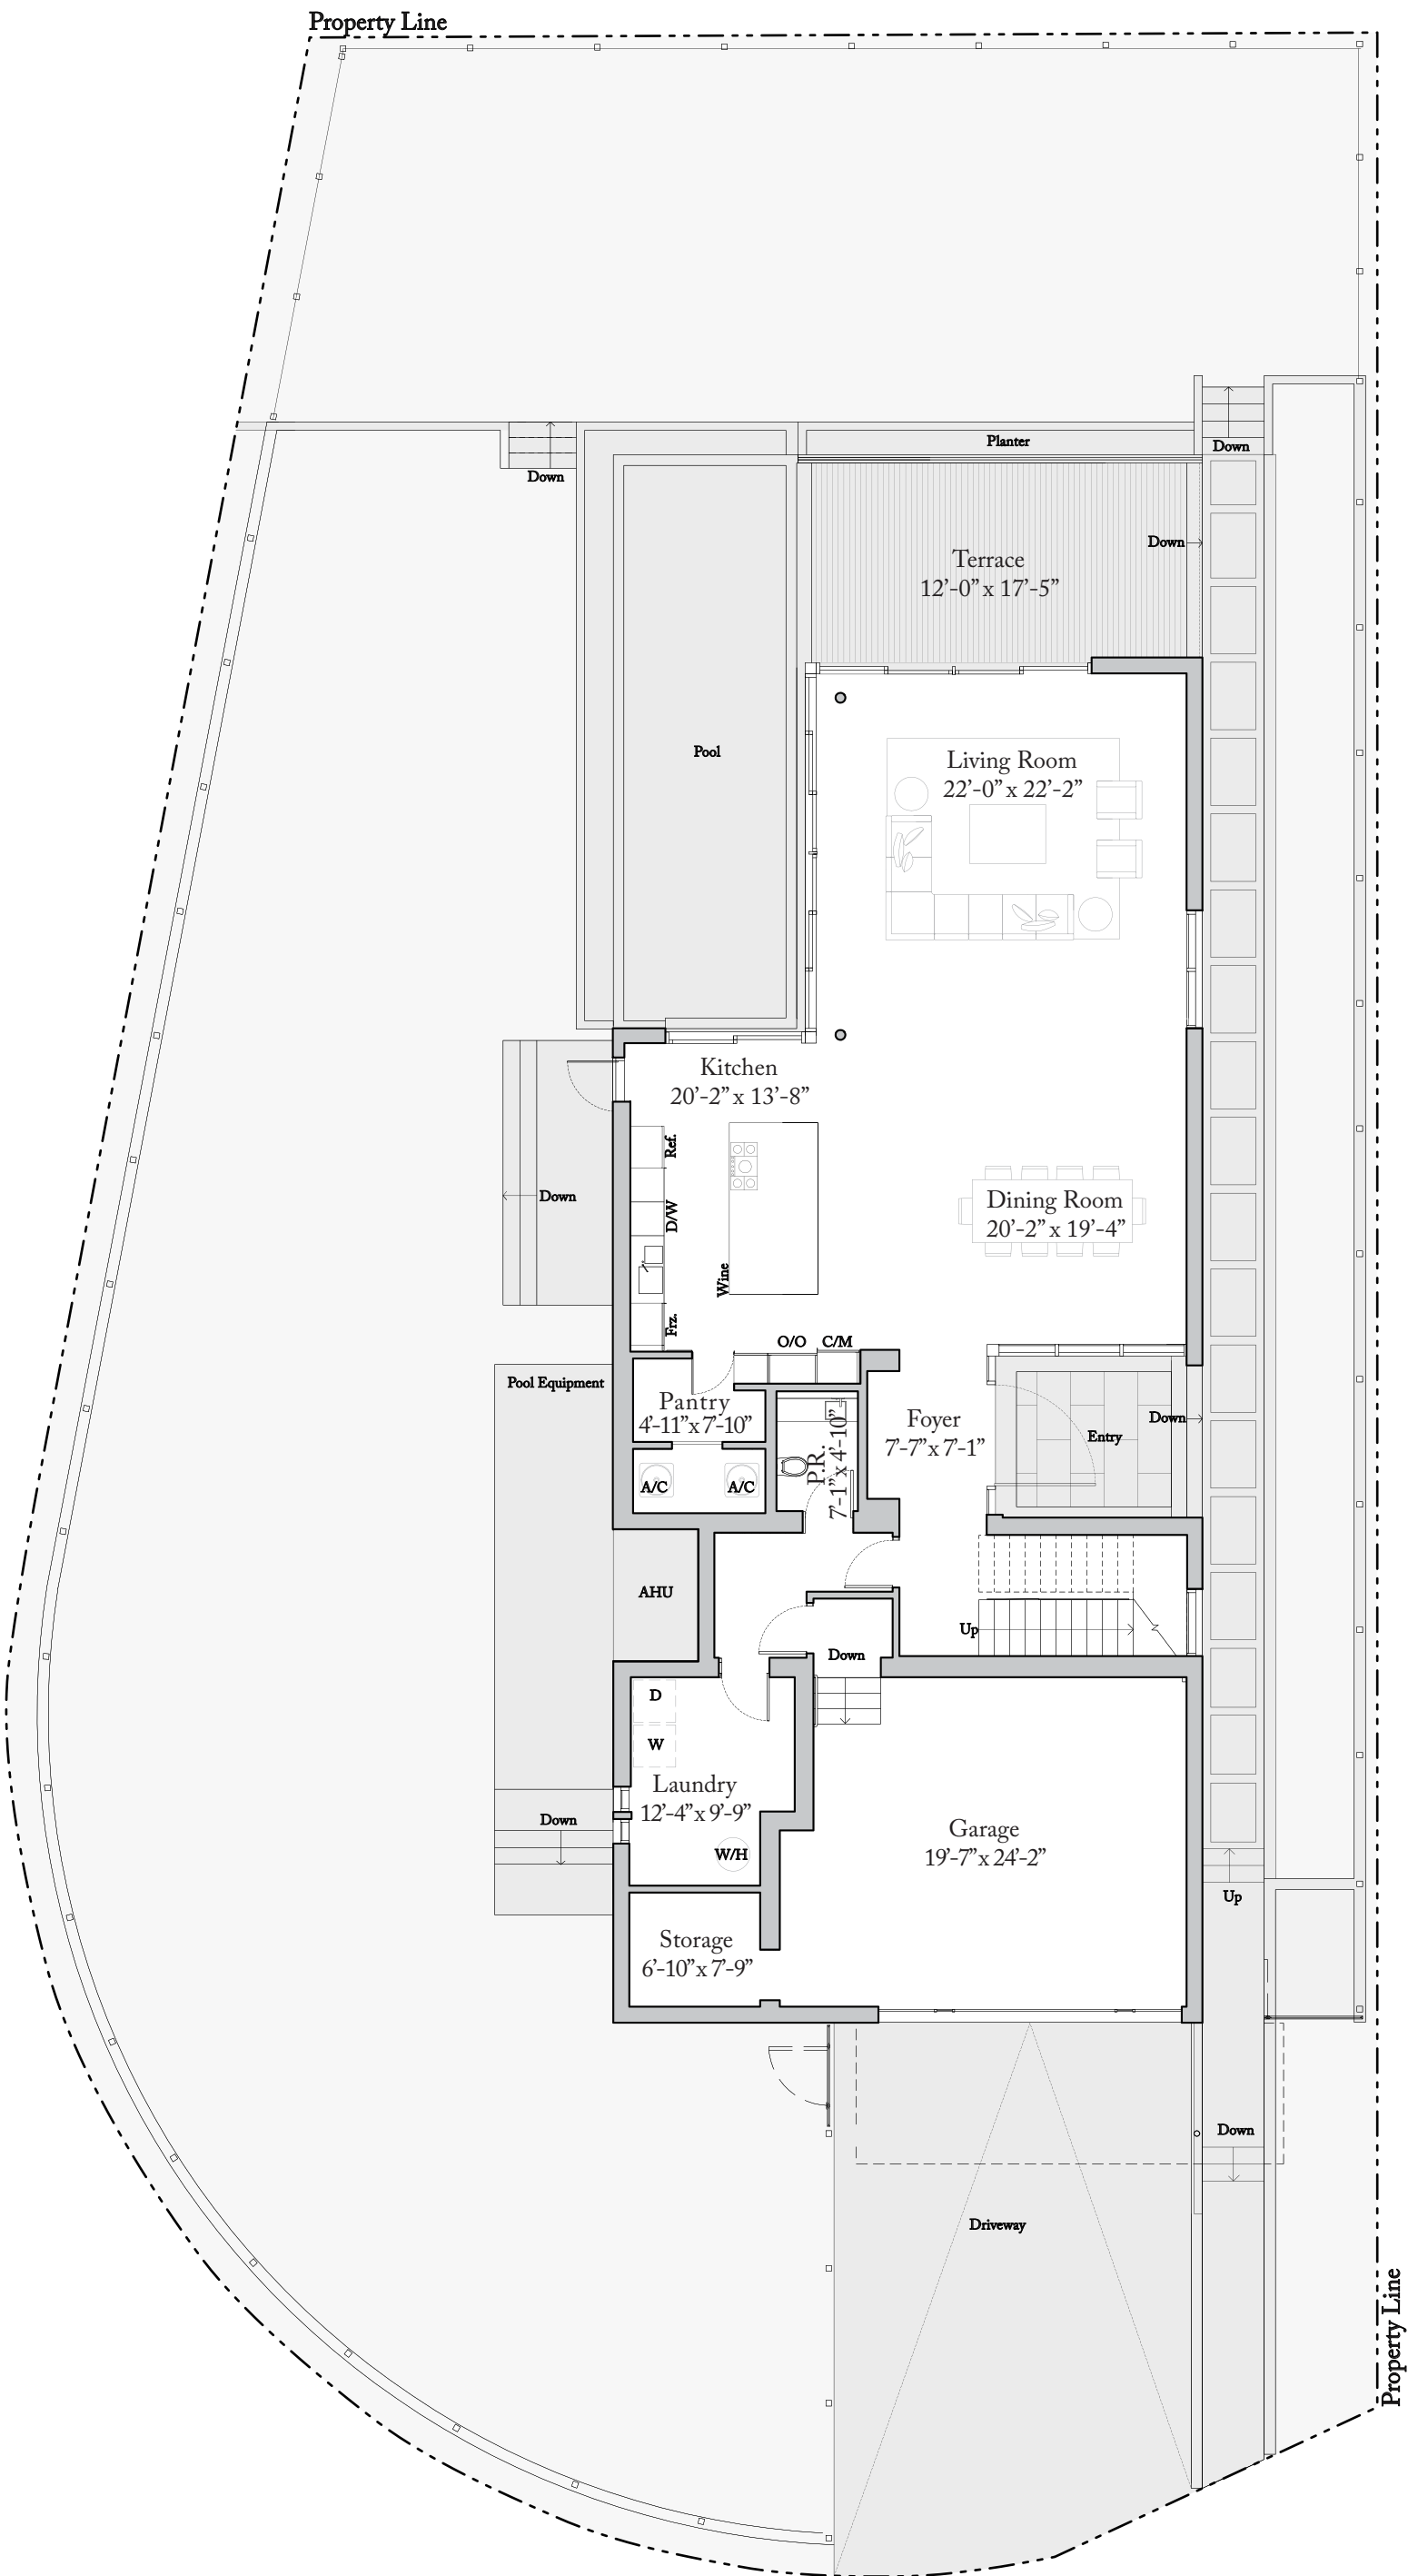 Property Line
Planter
Down
Down
Down
Terrace
12’-0” x 17’-5”
Pool
Living Room
22’-0” x 22’-2”
Kitchen
20’-2” x 13’-8”
Ref.
D/W
Down
Dining Room
20’-2” x 19’-4”
Wine
Frz.
O/O
C/M
Pool Equipment
Pantry
4’-11”x 7’-10”
P.R.
7’-1” x 4’-10”
Foyer
7’-7”x 7’-1”
Down
Entry
A/C
A/C
AHU
Up
Down
D
W
Laundry
12’-4”x 9’-9”
Down
W/H
Garage
19’-7”x 24’-2”
Up
Storage
6’-10”x 7’-9”
Down
Driveway
Property Line